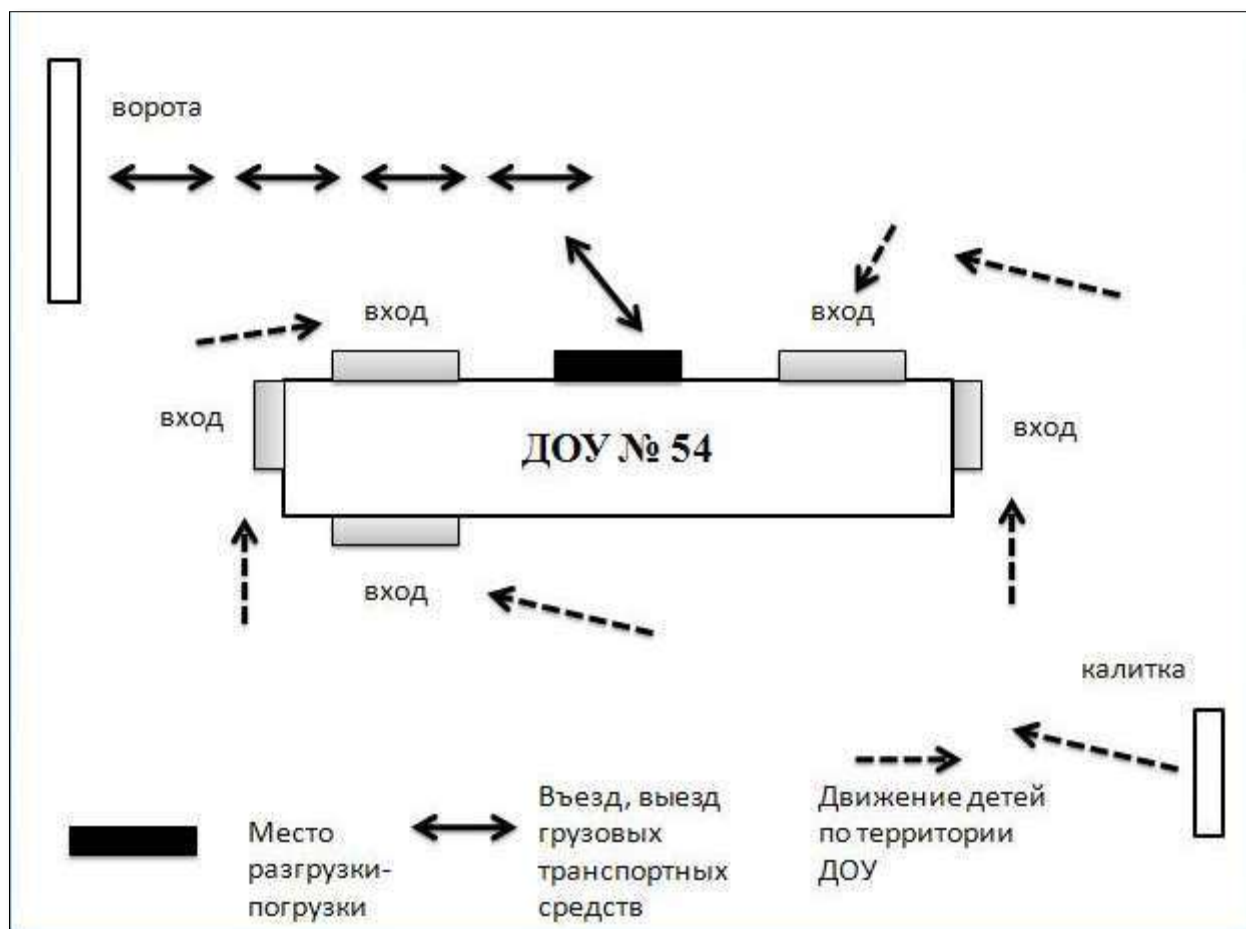 ворота
вход
вход
вход
вход
ДОУ № 54
вход
калитка
Место
разгрузки-
погрузки
Въезд, выезд
грузовых
транспортных
средств
Движение детей
по территории
ДОУ